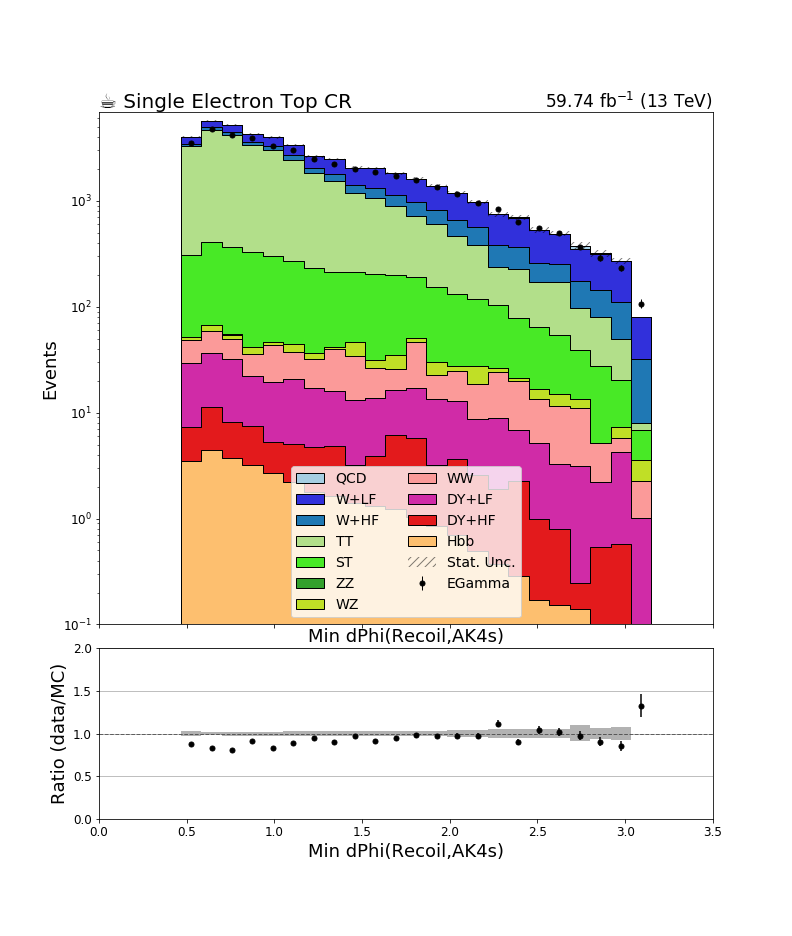 ☕ Single Electron Top CR
59.74 fb⁻¹ (13 TeV)
Events
10³
10²
10¹
10⁰
10⁻¹
QCD
W+LF
W+HF
TT
ST
ZZ
WZ
WW
DY+LF
DY+HF
Hbb
Stat. Unc.
EGamma
Min dPhi(Recoil,AK4s)
Ratio (data/MC)
2.0
1.5
1.0
0.5
0.0
0.0 0.5 1.0 1.5 2.0 2.5 3.0 3.5
Min dPhi(Recoil,AK4s)